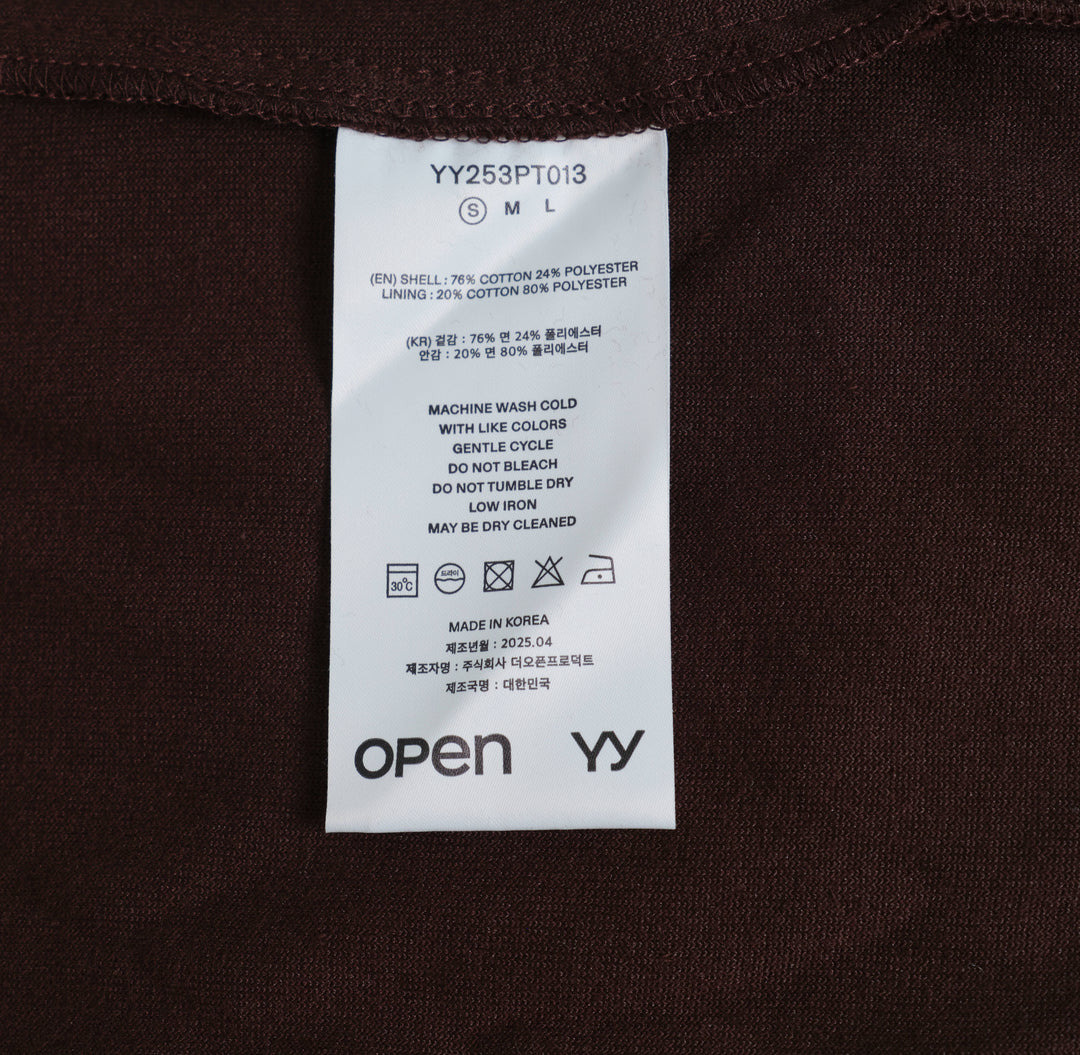 YY253PT013
S M L
(EN) SHELL : 76% COTTON 24% POLYESTER
LINING : 20% COTTON 80% POLYESTER
(KR) 겉감 : 76% 면 24% 폴리에스터
안감 : 20% 면 80% 폴리에스터
MACHINE WASH COLD
WITH LIKE COLORS
GENTLE CYCLE
DO NOT BLEACH
DO NOT TUMBLE DRY
LOW IRON
MAY BE DRY CLEANED
30°C 드라이
MADE IN KOREA
제조년월 : 2025.04
제조자명 : 주식회사 더오픈프로덕트
제조국명 : 대한민국
OPEN YY